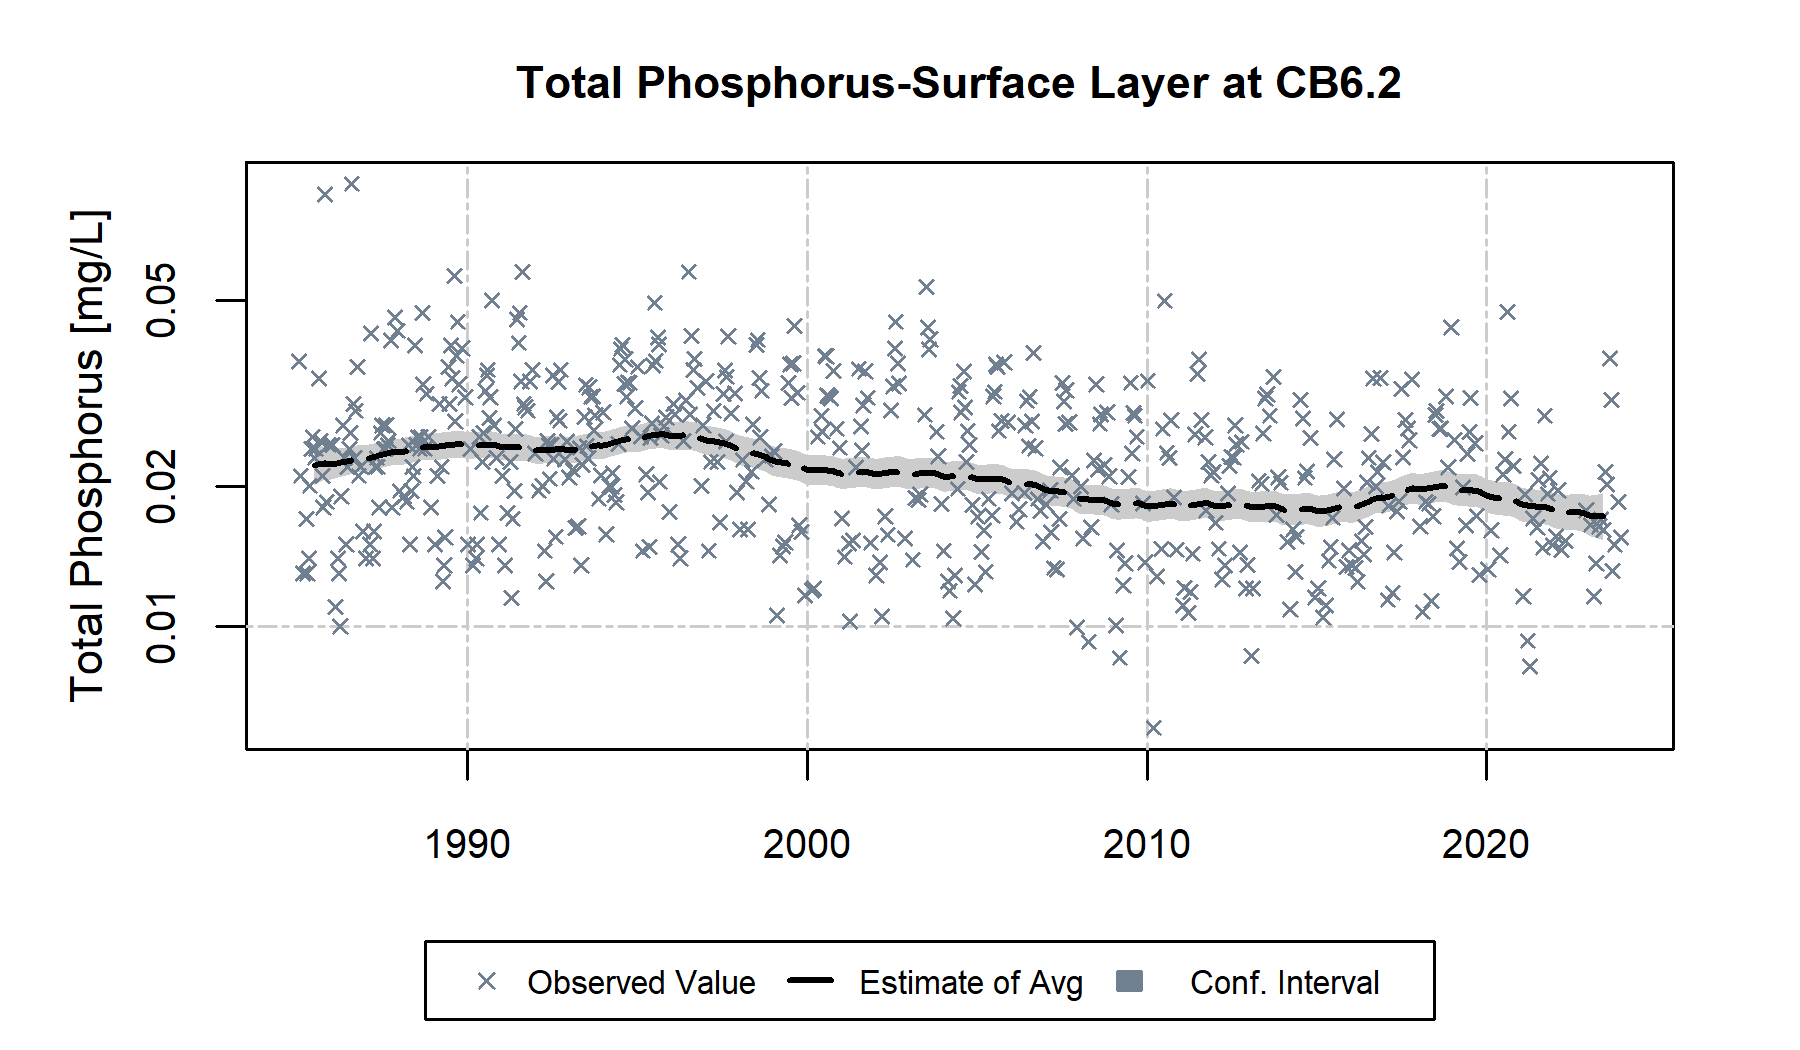 Total Phosphorus-Surface Layer at CB6.2
Total Phosphorus [mg/L]
0.05
0.02
0.01
1990 2000 2010 2020
Observed Value Estimate of Avg Conf. Interval